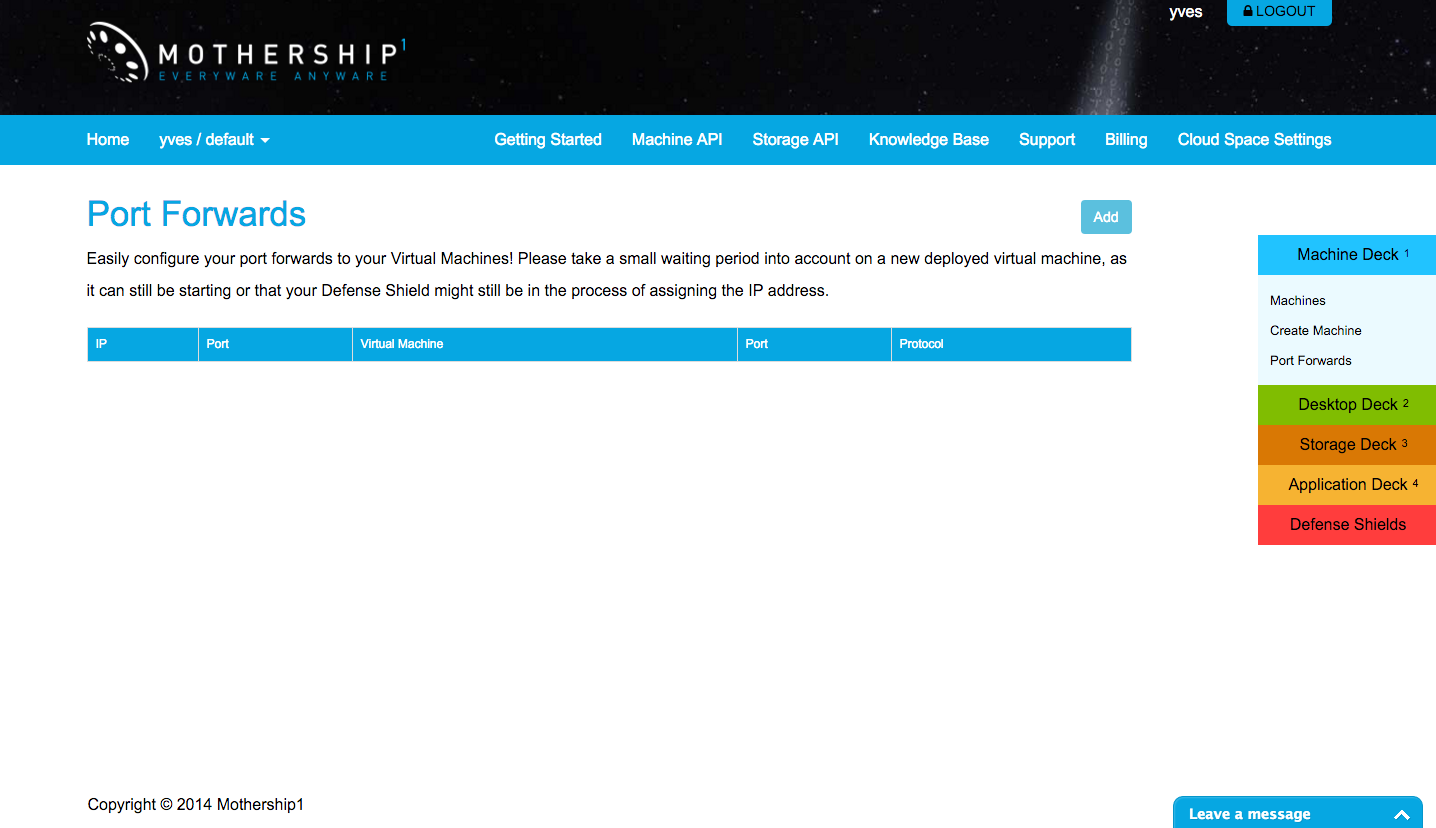 yves
LOGOUT
MOTHERSHIP1
EVERYWARE ANYWARE
Home
yves / default
Getting Started
Machine API
Storage API
Knowledge Base
Support
Billing
Cloud Space Settings
Port Forwards
Add
Easily configure your port forwards to your Virtual Machines! Please take a small waiting period into account on a new deployed virtual machine, as
it can still be starting or that your Defense Shield might still be in the process of assigning the IP address.
IP
Port
Virtual Machine
Port
Protocol
Machine Deck 1
Machines
Create Machine
Port Forwards
Desktop Deck 2
Storage Deck 3
Application Deck 4
Defense Shields
Copyright © 2014 Mothership1
Leave a message